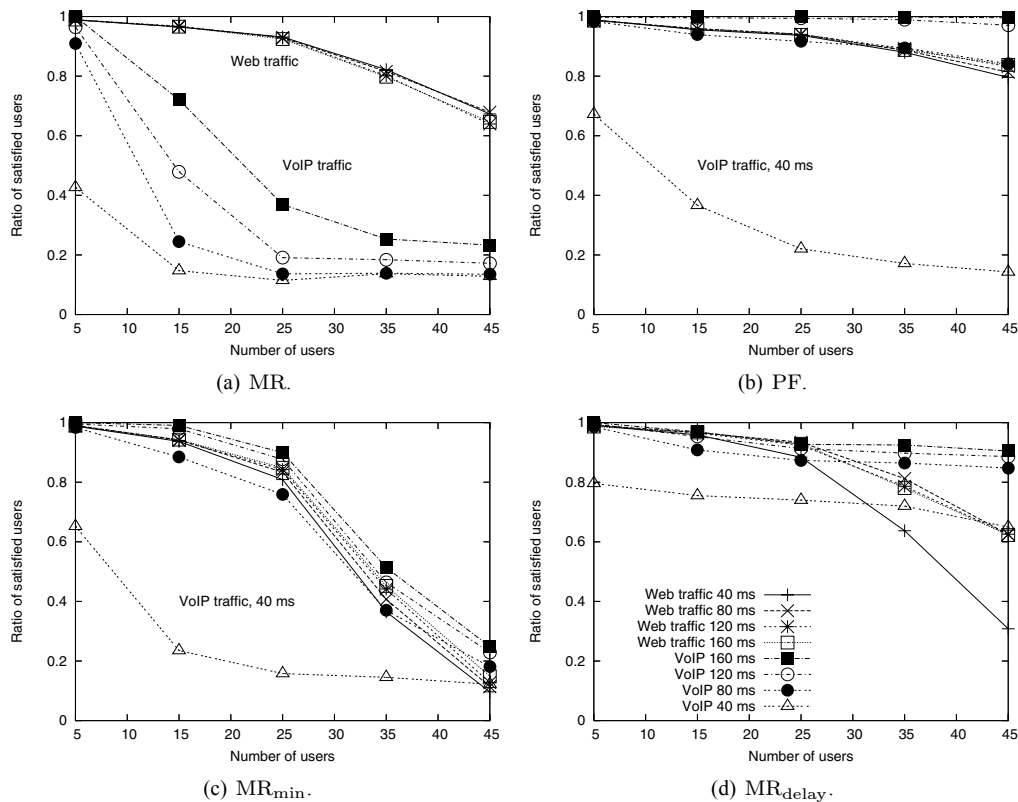 1
0.8
0.6
0.4
0.2
0
5 10 15 20 25 30 35 40 45
Ratio of satisfied users
Number of users
Web traffic
VoIP traffic
(a) MR.
1
0.8
0.6
0.4
0.2
0
5 10 15 20 25 30 35 40 45
Ratio of satisfied users
Number of users
VoIP traffic, 40 ms
(b) PF.
1
0.8
0.6
0.4
0.2
0
5 10 15 20 25 30 35 40 45
Ratio of satisfied users
Number of users
VoIP traffic, 40 ms
(c) MRmin.
1
0.8
0.6
0.4
0.2
0
5 10 15 20 25 30 35 40 45
Ratio of satisfied users
Number of users
Web traffic 40 ms
Web traffic 80 ms
Web traffic 120 ms
Web traffic 160 ms
VoIP 160 ms
VoIP 120 ms
VoIP 80 ms
VoIP 40 ms
(d) MRdelay.